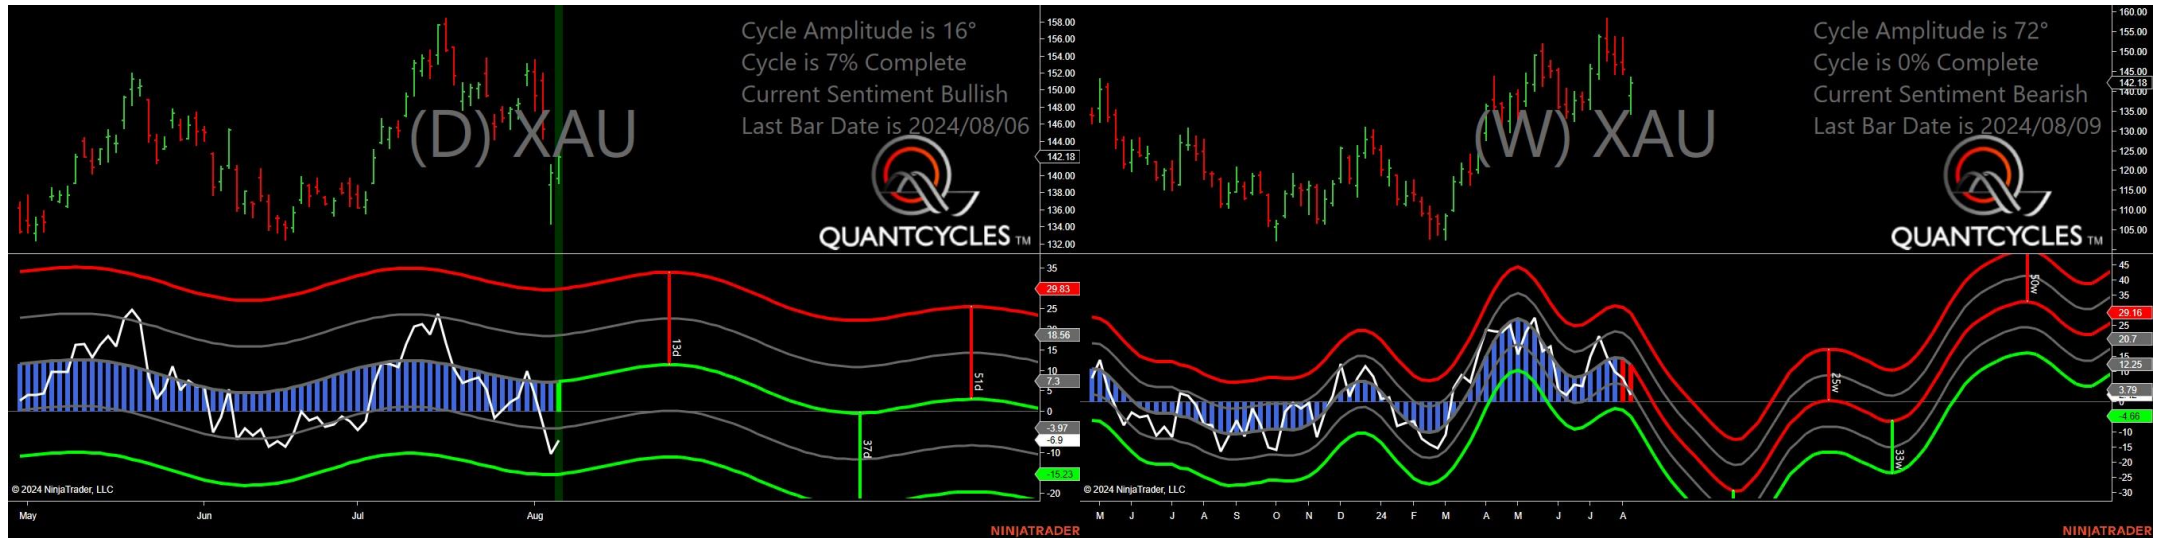 Cycle Amplitude is 16°
Cycle is 7% Complete
Current Sentiment Bullish
Last Bar Date is 2024/08/06
(D) XAU
QUANTCYCLES TM
158.00
156.00
154.00
152.00
150.00
148.00
146.00
144.00
142.18
140.00
138.00
136.00
134.00
132.00
35
29.83
25
18.56
15
10
7.3
5
0
-3.97
-6.9
-10
-15.23
-20
13d
37d
51d
© 2024 NinjaTrader, LLC
May Jun Jul Aug
NINJATRADER
Cycle Amplitude is 72°
Cycle is 0% Complete
Current Sentiment Bearish
Last Bar Date is 2024/08/09
(W) XAU
QUANTCYCLES TM
160.00
155.00
150.00
145.00
142.18
140.00
135.00
130.00
125.00
120.00
115.00
110.00
105.00
45
35
29.16
25
20.7
15
12.25
10
3.79
0
-4.66
-10
-15
-20
-25
-30
25w
33w
50w
© 2024 NinjaTrader, LLC
M J J A S O N D 24 F M A M J J A
NINJATRADER